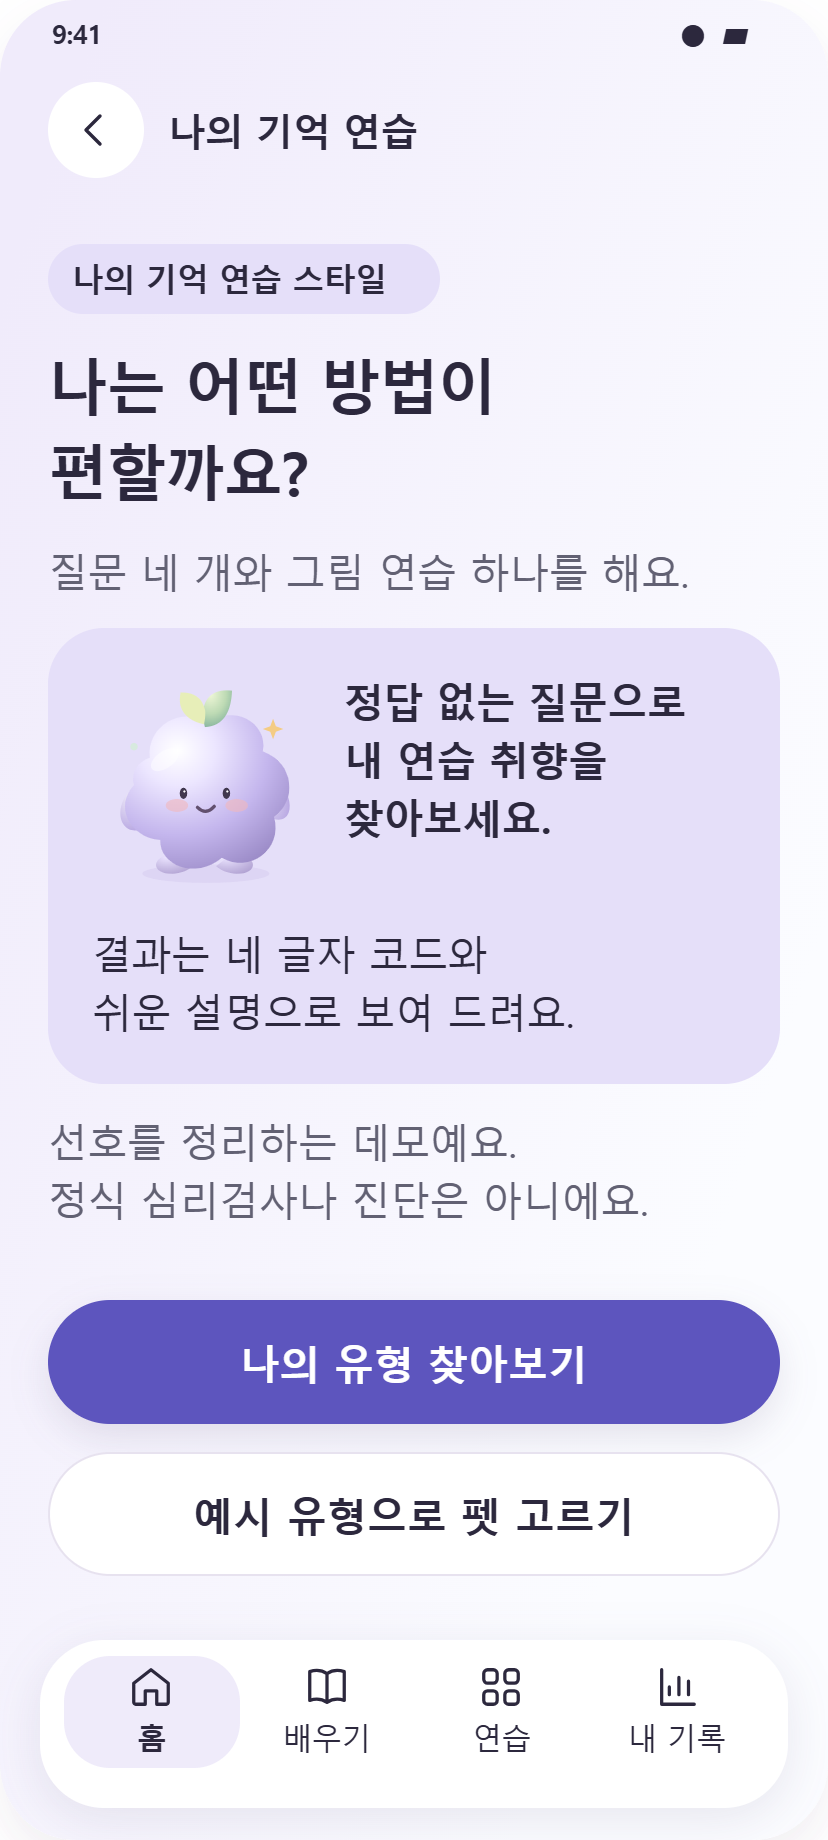 9:41
나의 기억 연습
나의 기억 연습 스타일
나는 어떤 방법이
편할까요?
질문 네 개와 그림 연습 하나를 해요.
정답 없는 질문으로
내 연습 취향을
찾아보세요.
결과는 네 글자 코드와
쉬운 설명으로 보여 드려요.
선호를 정리하는 데모예요.
정식 심리검사나 진단은 아니에요.
나의 유형 찾아보기
예시 유형으로 펫 고르기
홈
배우기
연습
내 기록